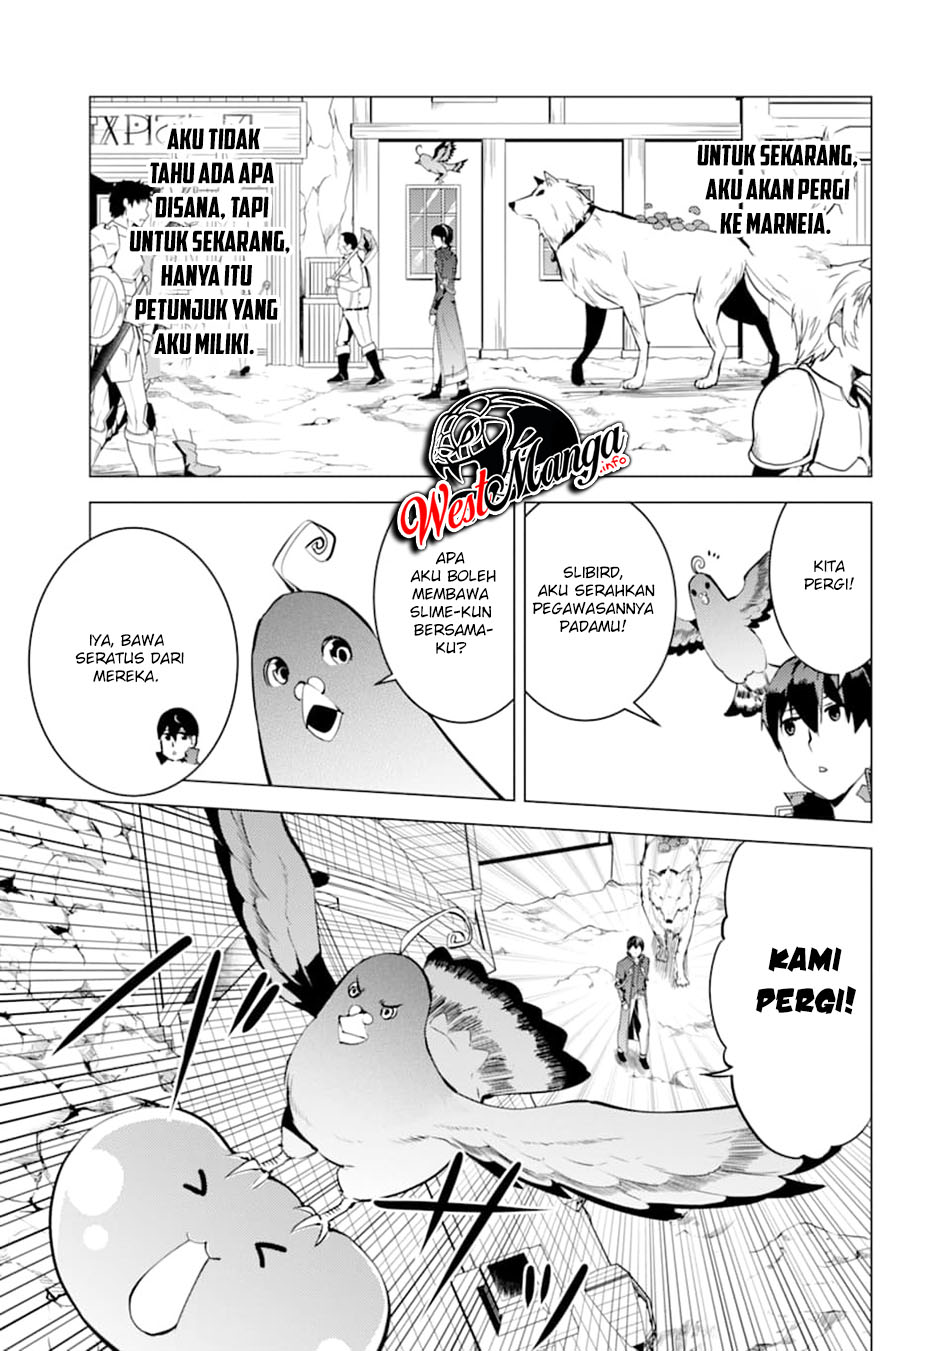 UNTUK SEKARANG,
AKU AKAN PERGI
KE MARNEIA.
AKU TIDAK
TAHU ADA APA
DISANA, TAPI
UNTUK SEKARANG,
HANYA ITU
PETUNJUK YANG
AKU MILIKI.
WestManga
.info
KITA
PERGI!
SLIBIRD,
AKU SERAHKAN
PEGAWASANNYA
PADAMU!
APA
AKU BOLEH
MEMBAWA
SLIME-KUN
BERSAMA-
KU?
IYA, BAWA
SERATUS DARI
MEREKA.
KAMI
PERGI!